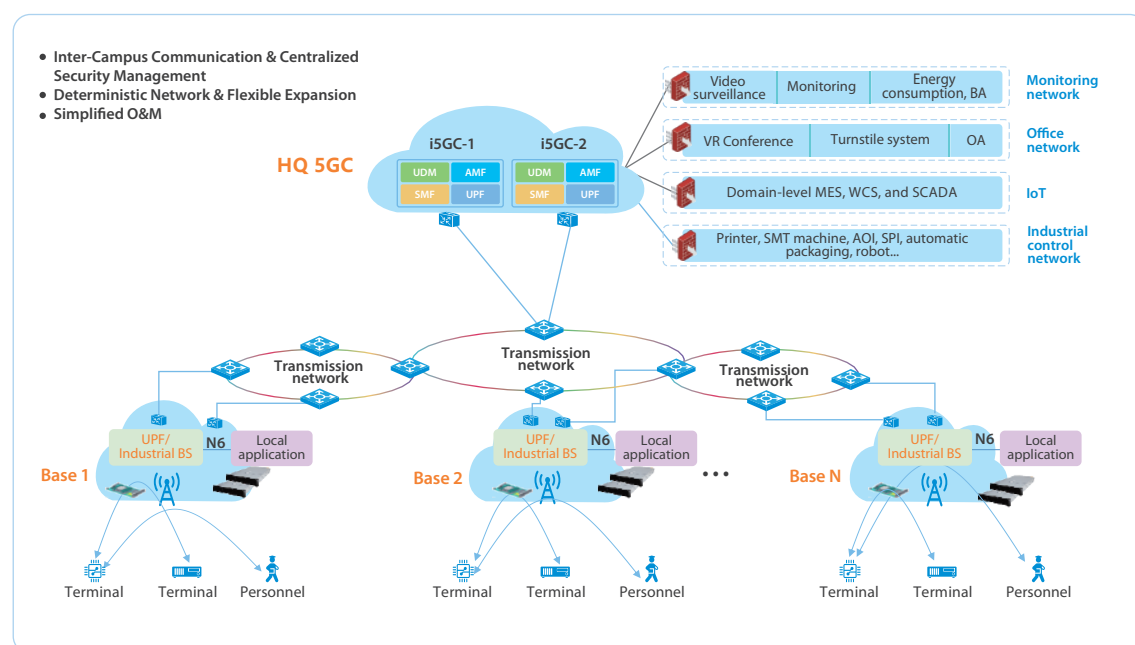 • Inter-Campus Communication & Centralized
Security Management
• Deterministic Network & Flexible Expansion
• Simplified O&M
HQ 5GC
i5GC-1
i5GC-2
UDM
AMF
UDM
AMF
SMF
UPF
SMF
UPF
Video
surveillance
Monitoring
Energy
consumption, BA
Monitoring
network
VR Conference
Turnstile system
OA
Office
network
Domain-level MES, WCS, and SCADA
IoT
Printer, SMT machine, AOI, SPI, automatic
packaging, robot...
Industrial
control
network
Transmission
network
Transmission
network
Transmission
network
Base 1
UPF/
Industrial BS
N6
Local
application
Base 2
UPF/
Industrial BS
N6
Local
application
...
Base N
UPF/
Industrial BS
N6
Local
application
Terminal
Terminal
Personnel
Terminal
Terminal
Personnel
Terminal
Terminal
Personnel